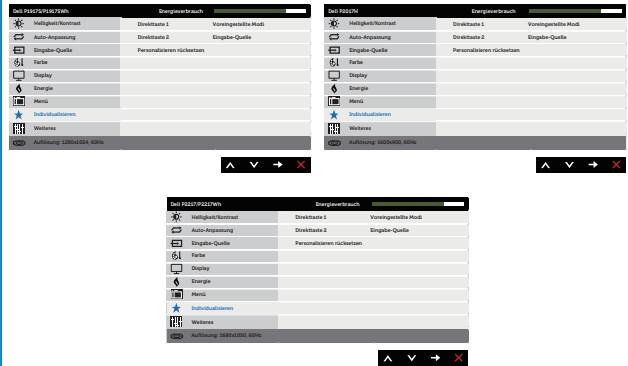 Dell P1917S/P1917SWh Energieverbrauch
Helligkeit/Kontrast Direkttaste 1 Voreingestellte Modi
Auto-Anpassung Direkttaste 2 Eingabe-Quelle
Eingabe-Quelle Personalisieren rücksetzen
Farbe
Display
Energie
Menü
Individualisieren
Weiteres
Auflösung: 1280x1024, 60Hz
Dell P2017H Energieverbrauch
Helligkeit/Kontrast Direkttaste 1 Voreingestellte Modi
Auto-Anpassung Direkttaste 2 Eingabe-Quelle
Eingabe-Quelle Personalisieren rücksetzen
Farbe
Display
Energie
Menü
Individualisieren
Weiteres
Auflösung: 1600x900, 60Hz
Dell P2217/P2217Wh Energieverbrauch
Helligkeit/Kontrast Direkttaste 1 Voreingestellte Modi
Auto-Anpassung Direkttaste 2 Eingabe-Quelle
Eingabe-Quelle Personalisieren rücksetzen
Farbe
Display
Energie
Menü
Individualisieren
Weiteres
Auflösung: 1680x1050, 60Hz